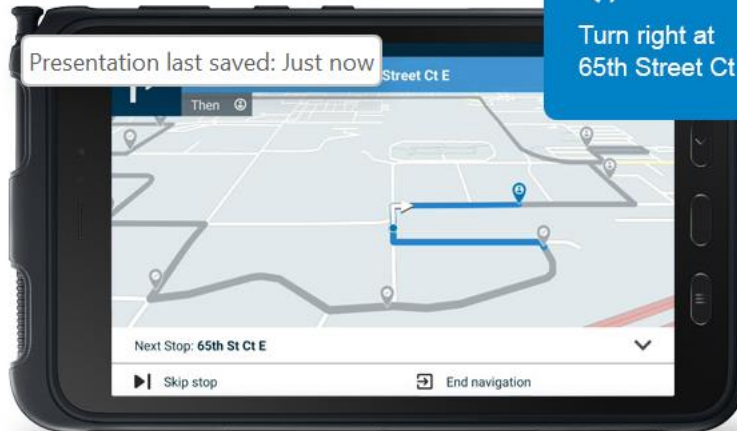 Turn right at
65th Street Ct
Presentation last saved: Just now
Street Ct E
Then
Next Stop: 65th St Ct E
Skip stop
End navigation